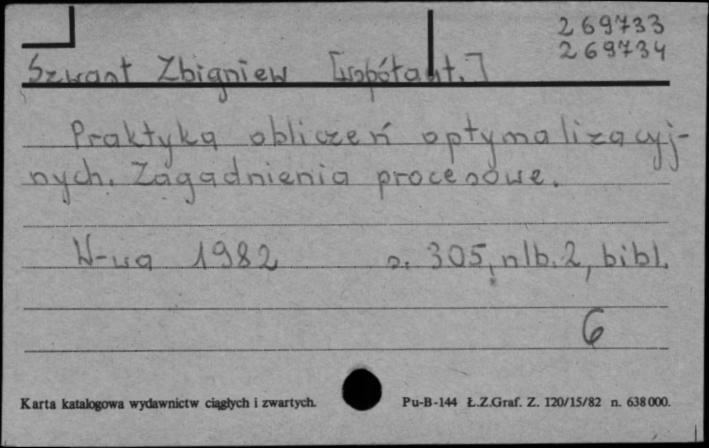 269733
269734
Szwast Zbigniew [współaut.]
Praktyka obliczeń optymalizacyj-
nych. Zagadnienia procesowe.
W-wa 1982 s. 305, nlb. 2, bibl.
6
Karta katalogowa wydawnictw ciągłych i zwartych. Pu-B-144 Ł.Z.Graf. Z. 120/15/82 n. 638000.